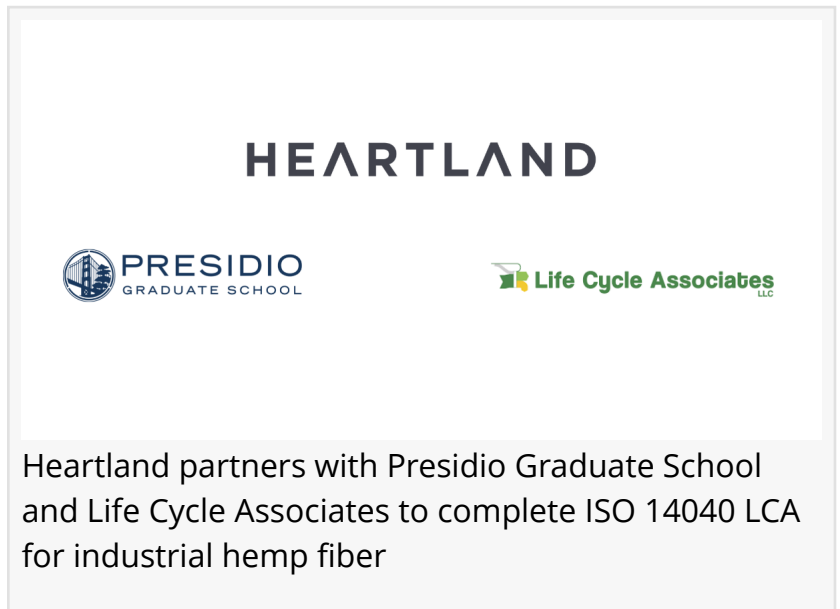 HEARTLAND
PRESIDIO
GRADUATE SCHOOL
Life Cycle Associates
LLC
Heartland partners with Presidio Graduate School
and Life Cycle Associates to complete ISO 14040 LCA
for industrial hemp fiber